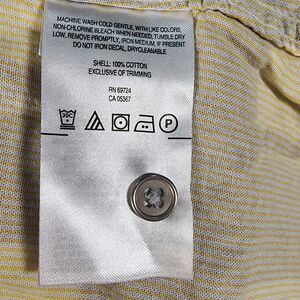 MACHINE WASH COLD GENTLE, WITH LIKE COLORS,
NON-CHLORINE BLEACH WHEN NEEDED, TUMBLE DRY
LOW, REMOVE PROMPTLY, IRON MEDIUM, IF PRESENT
DO NOT IRON DECAL, DRYCLEANABLE
SHELL: 100% COTTON
EXCLUSIVE OF TRIMMING
RN 69724
CA 05367
30C P